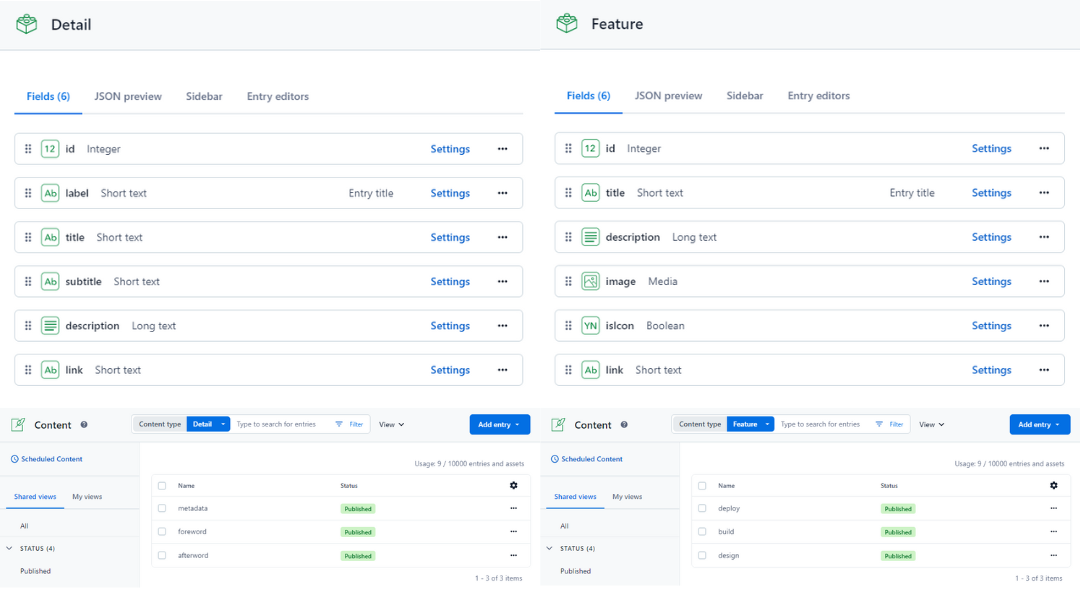 Detail
Fields (6) JSON preview Sidebar Entry editors
12 id Integer Settings
Ab label Short text Entry title Settings
Ab title Short text Settings
Ab subtitle Short text Settings
description Long text Settings
Ab link Short text Settings
Content Content type Detail Type to search for entries Filter View Add entry
Scheduled Content
Usage: 9 / 10000 entries and assets
Shared views My views
Name Status
All
metadata Published
STATUS (4)
foreword Published
Published
afterword Published
1 - 3 of 3 items
Feature
Fields (6) JSON preview Sidebar Entry editors
12 id Integer Settings
Ab title Short text Entry title Settings
description Long text Settings
image Media Settings
YN isIcon Boolean Settings
Ab link Short text Settings
Content Content type Feature Type to search for entries Filter View Add entry
Scheduled Content
Usage: 9 / 10000 entries and assets
Shared views My views
Name Status
All
deploy Published
STATUS (4)
build Published
Published
design Published
1 - 3 of 3 items